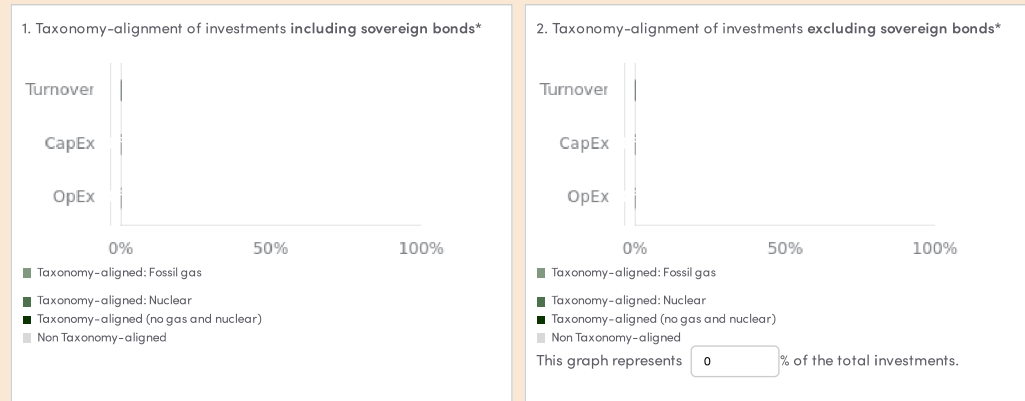 1. Taxonomy-alignment of investments including sovereign bonds*
Turnover
CapEx
OpEx
0% 50% 100%
Taxonomy-aligned: Fossil gas
Taxonomy-aligned: Nuclear
Taxonomy-aligned (no gas and nuclear)
Non Taxonomy-aligned
2. Taxonomy-alignment of investments excluding sovereign bonds*
Turnover
CapEx
OpEx
0% 50% 100%
Taxonomy-aligned: Fossil gas
Taxonomy-aligned: Nuclear
Taxonomy-aligned (no gas and nuclear)
Non Taxonomy-aligned
This graph represents 0 % of the total investments.